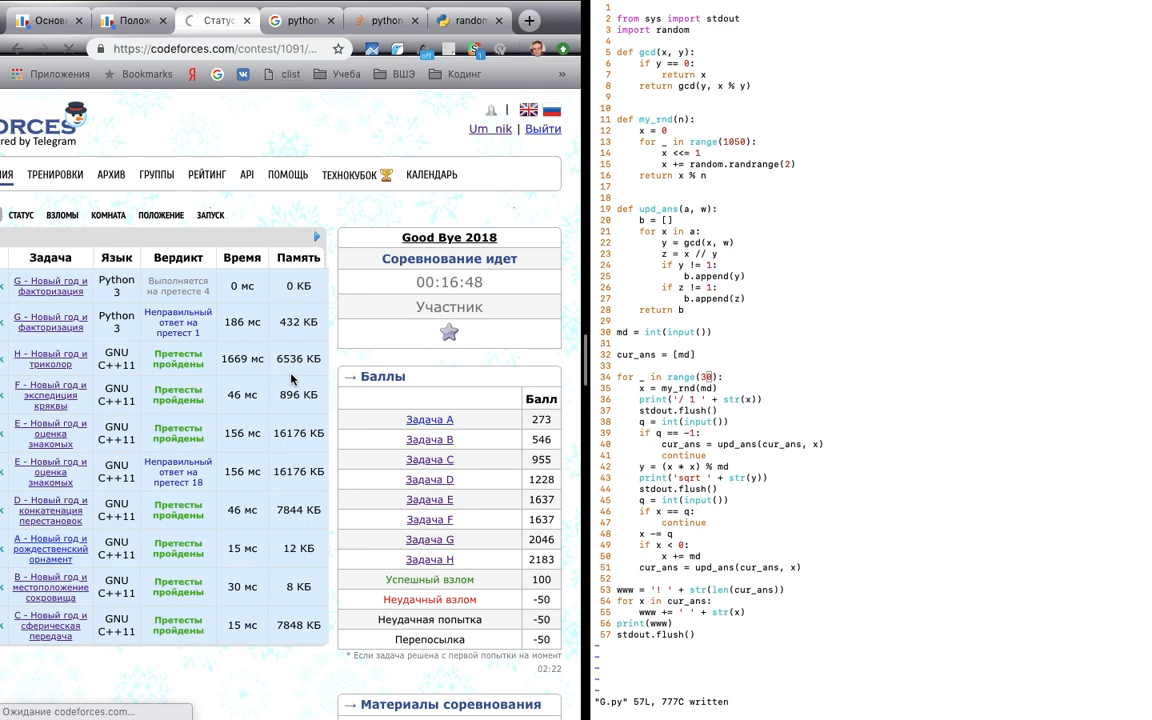 Основ
Полож
Статус
python
python
random
https://codeforces.com/contest/1091/...
off
1
Приложения
Bookmarks
clist
Учеба
ВШЭ
Кодинг
»
ORCES
ered by Telegram
Um_nik | Выйти
ИЯ
ТРЕНИРОВКИ
АРХИВ
ГРУППЫ
РЕЙТИНГ
API
ПОМОЩЬ
ТЕХНОКУБОК
КАЛЕНДАРЬ
СТАТУС
ВЗЛОМЫ
КОМНАТА
ПОЛОЖЕНИЕ
ЗАПУСК
Задача Язык Вердикт Время Память
G - Новый год и факторизация Python 3 Выполняется на претесте 4 0 мс 0 КБ
G - Новый год и факторизация Python 3 Неправильный ответ на претест 1 186 мс 432 КБ
H - Новый год и триколор GNU C++11 Претесты пройдены 1669 мс 6536 КБ
F - Новый год и экспедиция кряквы GNU C++11 Претесты пройдены 46 мс 896 КБ
E - Новый год и оценка знакомых GNU C++11 Претесты пройдены 156 мс 16176 КБ
E - Новый год и оценка знакомых GNU C++11 Неправильный ответ на претест 18 156 мс 16176 КБ
D - Новый год и конкатенация перестановок GNU C++11 Претесты пройдены 46 мс 7844 КБ
A - Новый год и рождественский орнамент GNU C++11 Претесты пройдены 15 мс 12 КБ
B - Новый год и местоположение сокровища GNU C++11 Претесты пройдены 30 мс 8 КБ
C - Новый год и сферическая передача GNU C++11 Претесты пройдены 15 мс 7848 КБ
Good Bye 2018
Соревнование идет
00:16:48
Участник
→ Баллы
Балл
Задача A 273
Задача B 546
Задача C 955
Задача D 1228
Задача E 1637
Задача F 1637
Задача G 2046
Задача H 2183
Успешный взлом 100
Неудачный взлом -50
Неудачная попытка -50
Перепосылка -50
* Если задача решена с первой попытки на момент
02:22
→ Материалы соревнования
Ожидание codeforces.com...
1
2 from sys import stdout
3 import random
4
5 def gcd(x, y):
6     if y == 0:
7         return x
8     return gcd(y, x % y)
9
10
11 def my_rnd(n):
12     x = 0
13     for _ in range(1050):
14         x <<= 1
15         x += random.randrange(2)
16     return x % n
17
18
19 def upd_ans(a, w):
20     b = []
21     for x in a:
22         y = gcd(x, w)
23         z = x // y
24         if y != 1:
25             b.append(y)
26         if z != 1:
27             b.append(z)
28     return b
29
30 md = int(input())
31
32 cur_ans = [md]
33
34 for _ in range(30):
35     x = my_rnd(md)
36     print('/ 1 ' + str(x))
37     stdout.flush()
38     q = int(input())
39     if q == -1:
40         cur_ans = upd_ans(cur_ans, x)
41         continue
42     y = (x * x) % md
43     print('sqrt ' + str(y))
44     stdout.flush()
45     q = int(input())
46     if x == q:
47         continue
48     x -= q
49     if x < 0:
50         x += md
51     cur_ans = upd_ans(cur_ans, x)
52
53 www = '! ' + str(len(cur_ans))
54 for x in cur_ans:
55     www += ' ' + str(x)
56 print(www)
57 stdout.flush()
~
~
~
~
~
"G.py" 57L, 777C written